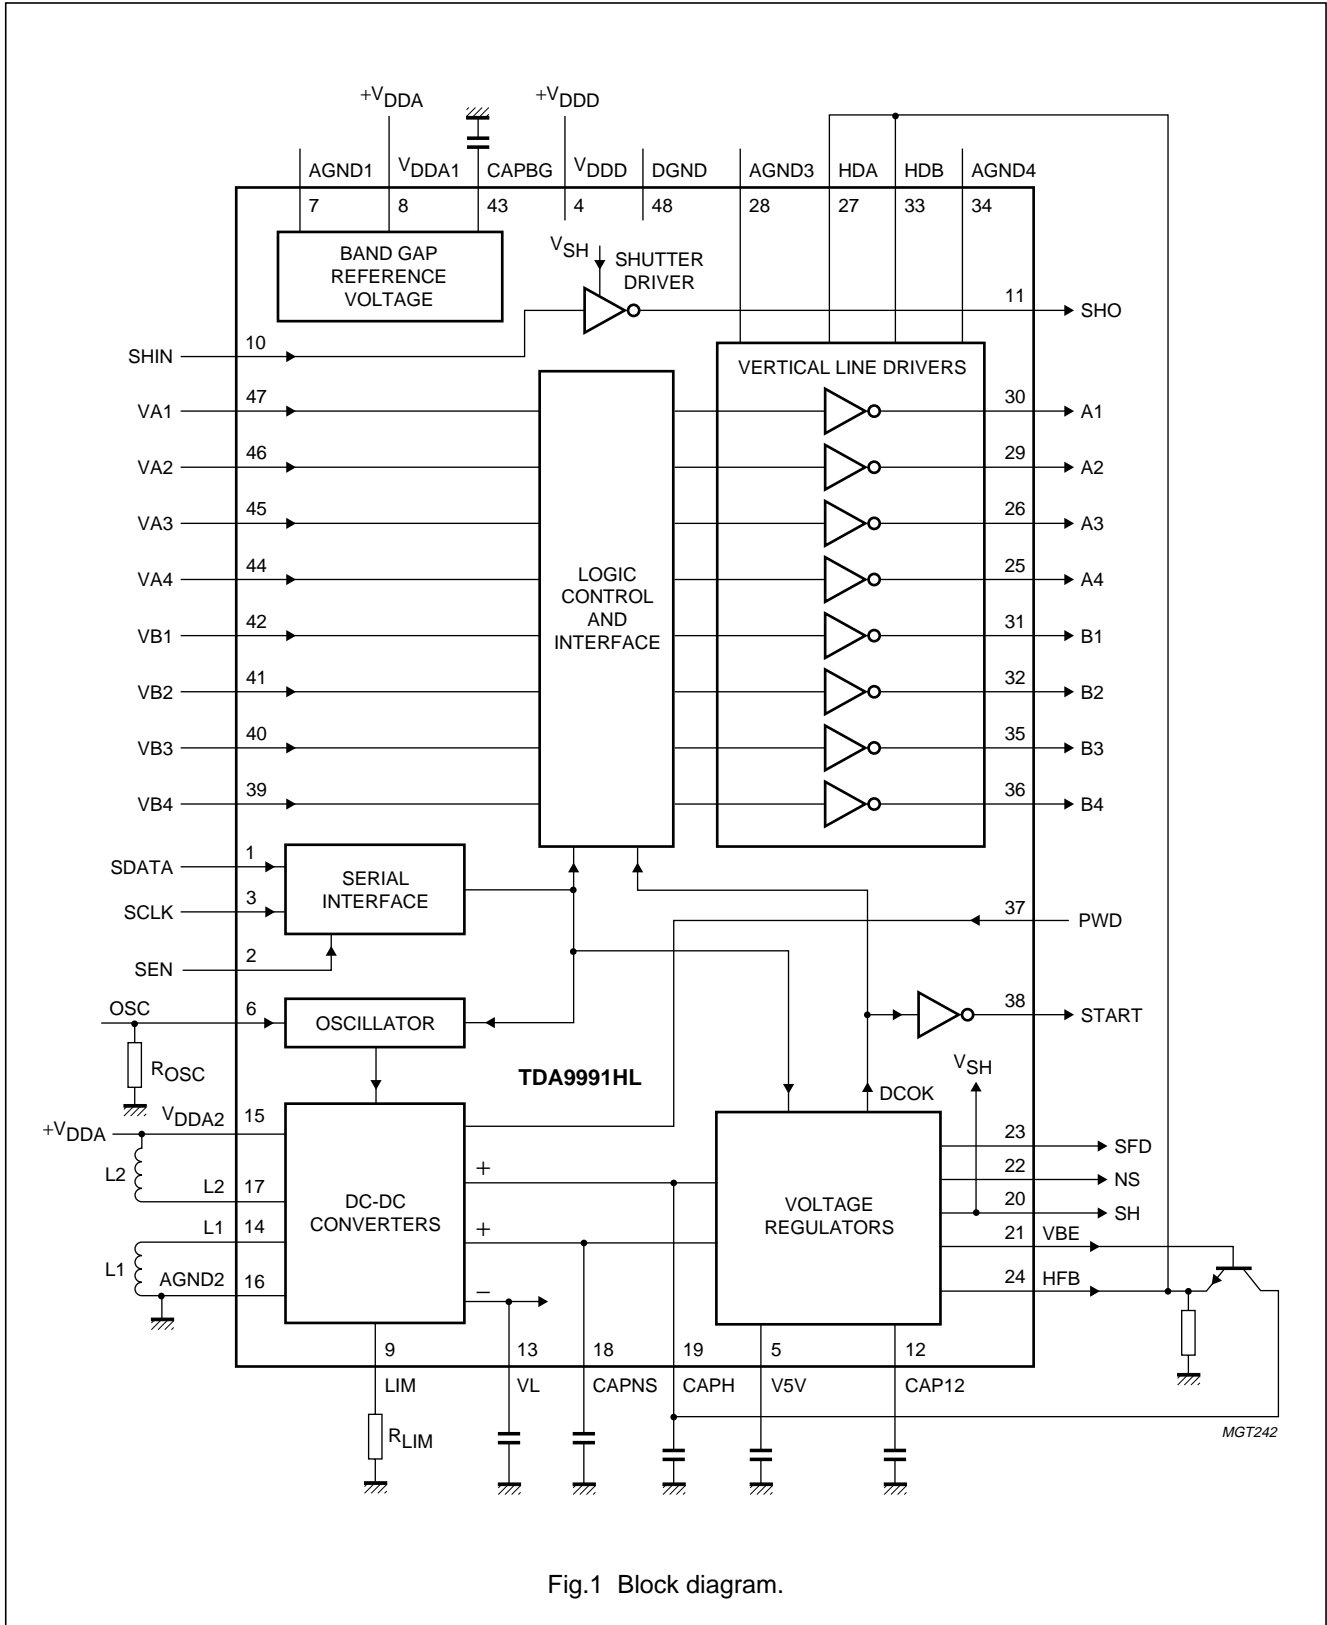 +VDDA +VDDD
AGND1 VDDA1 CAPBG VDDD DGND AGND3 HDA HDB AGND4
7 8 43 4 48 28 27 33 34
BAND GAP
REFERENCE
VOLTAGE
VSH
SHUTTER
DRIVER
11 SHO
SHIN 10
VERTICAL LINE DRIVERS
VA1 47 30 A1
VA2 46 29 A2
VA3 45 26 A3
VA4 44 25 A4
LOGIC
CONTROL
AND
INTERFACE
VB1 42 31 B1
VB2 41 32 B2
VB3 40 35 B3
VB4 39 36 B4
SDATA 1
SERIAL
INTERFACE
SCLK 3
37 PWD
SEN 2
OSC 6
OSCILLATOR
38 START
ROSC
TDA9991HL
VSH
DCOK
+VDDA VDDA2 15
23 SFD
L2 L2 17
+
22 NS
DC-DC
CONVERTERS
VOLTAGE
REGULATORS
20 SH
L1 14
+
21 VBE
L1 AGND2 16
−
24 HFB
9 13 18 19 5 12
LIM VL CAPNS CAPH V5V CAP12
RLIM
MGT242
Fig.1 Block diagram.